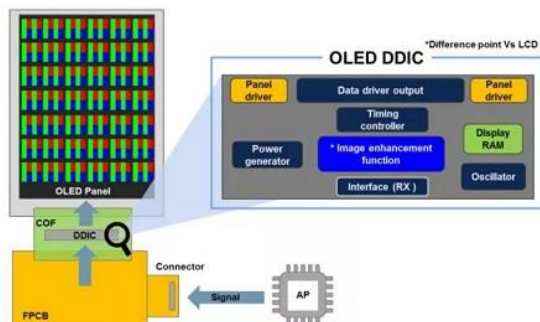 *Difference point Vs LCD
OLED DDIC
Panel
driver
Data driver output
Panel
driver
Timing
controller
Display
RAM
Power
generator
* Image enhancement
function
Oscillator
Interface (RX )
OLED Panel
COF
DDIC
Connector
Signal
AP
FPCB